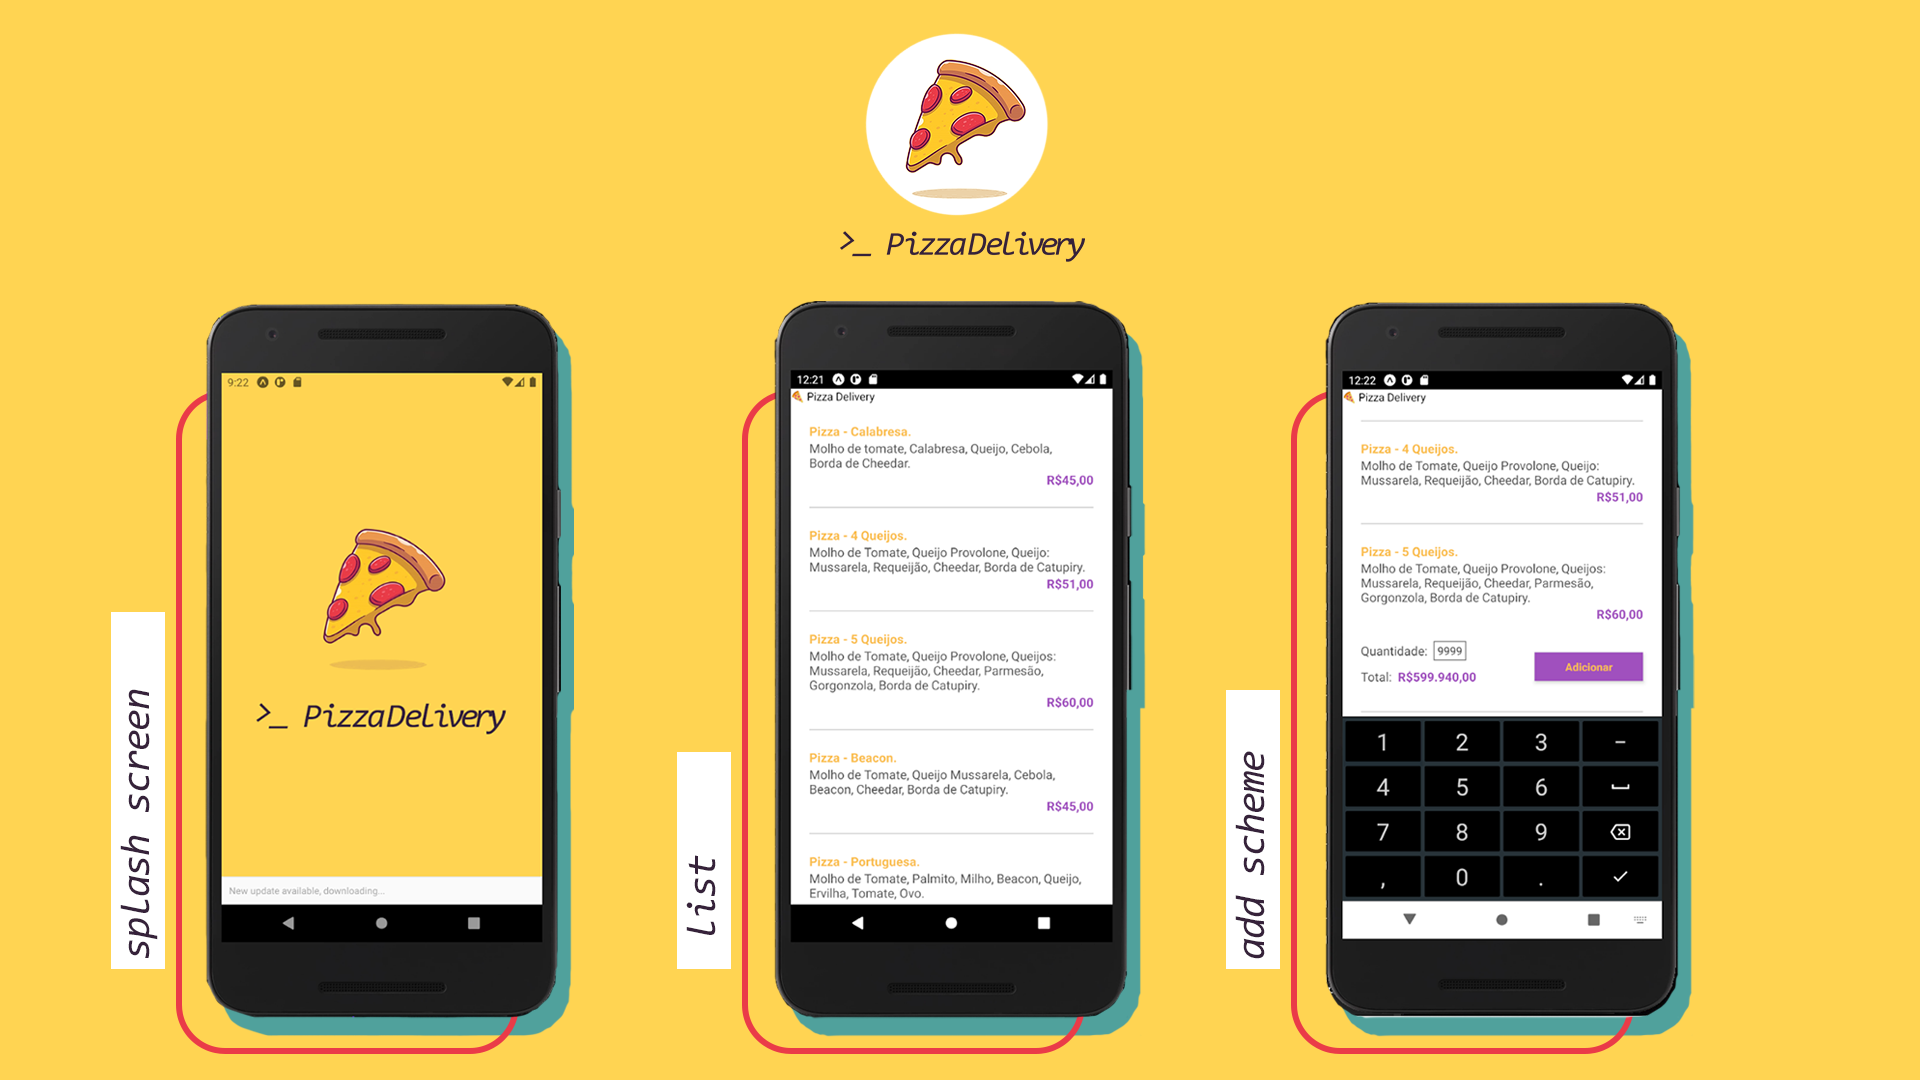 >_ PizzaDelivery
splash screen
9:22
>_ PizzaDelivery
New update available, downloading...
list
12:21
Pizza Delivery
Pizza - Calabresa.
Molho de tomate, Calabresa, Queijo, Cebola,
Borda de Cheedar.
R$45,00
Pizza - 4 Queijos.
Molho de Tomate, Queijo Provolone, Queijo:
Mussarela, Requeijão, Cheedar, Borda de Catupiry.
R$51,00
Pizza - 5 Queijos.
Molho de Tomate, Queijo Provolone, Queijos:
Mussarela, Requeijão, Cheedar, Parmesão,
Gorgonzola, Borda de Catupiry.
R$60,00
Pizza - Beacon.
Molho de Tomate, Queijo Mussarela, Cebola,
Beacon, Cheedar, Borda de Catupiry.
R$45,00
Pizza - Portuguesa.
Molho de Tomate, Palmito, Milho, Beacon, Queijo,
Ervilha, Tomate, Ovo.
add scheme
12:22
Pizza Delivery
Pizza - 4 Queijos.
Molho de Tomate, Queijo Provolone, Queijo:
Mussarela, Requeijão, Cheedar, Borda de Catupiry.
R$51,00
Pizza - 5 Queijos.
Molho de Tomate, Queijo Provolone, Queijos:
Mussarela, Requeijão, Cheedar, Parmesão,
Gorgonzola, Borda de Catupiry.
R$60,00
Quantidade: 9999
Adicionar
Total: R$599.940,00
1 2 3 -
4 5 6
7 8 9
, 0 .